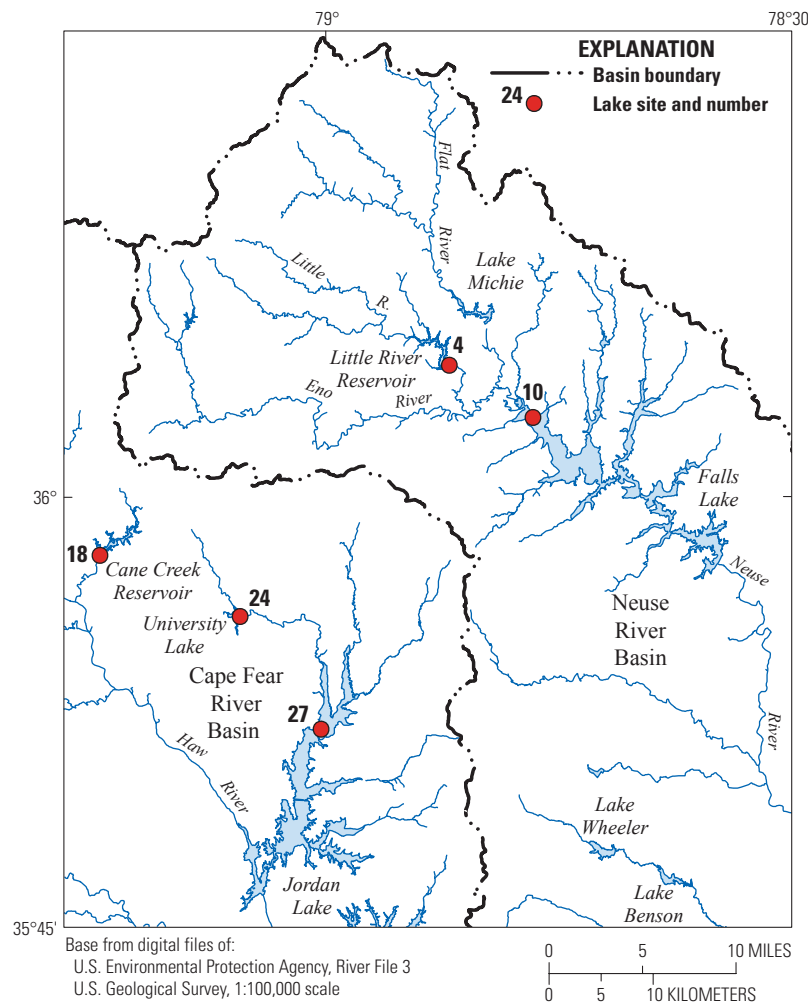 79°
78°30
EXPLANATION
Basin boundary
24
Lake site and number
Flat
River
Lake
Michie
Little
R.
4
Little River
Reservoir
Eno
River
10
Falls
Lake
36°
18
Cane Creek
Reservoir
Neuse
24
University
Lake
Neuse
River
Basin
Cape Fear
River
Basin
27
Haw
River
River
Lake
Wheeler
Jordan
Lake
Lake
Benson
35°45'
Base from digital files of:
U.S. Environmental Protection Agency, River File 3
U.S. Geological Survey, 1:100,000 scale
0 5 10 MILES
0 5 10 KILOMETERS